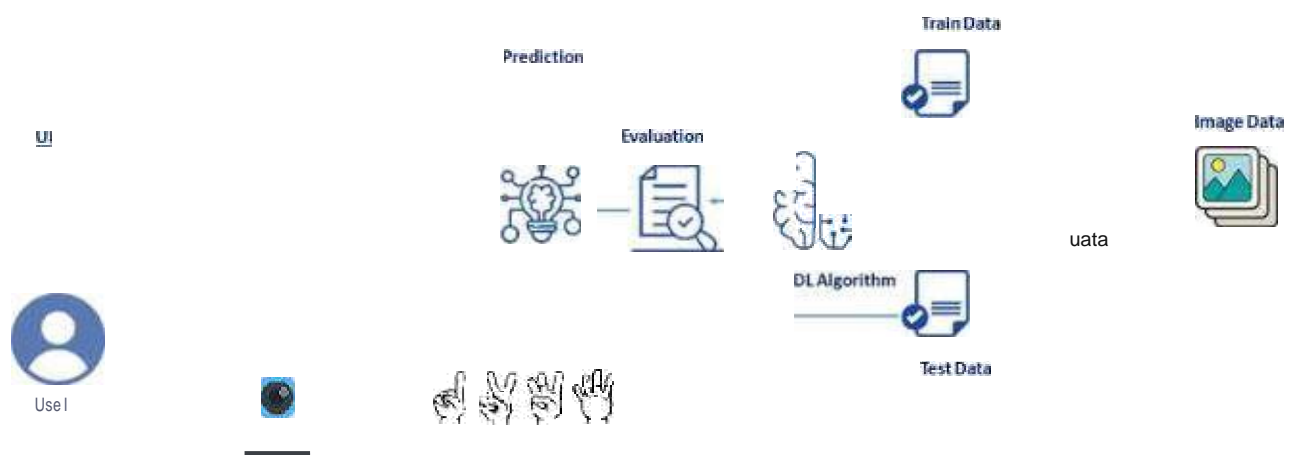 Train Data
Prediction
Image Data
UI
Evaluation
uata
DL Algorithm
Test Data
Use l